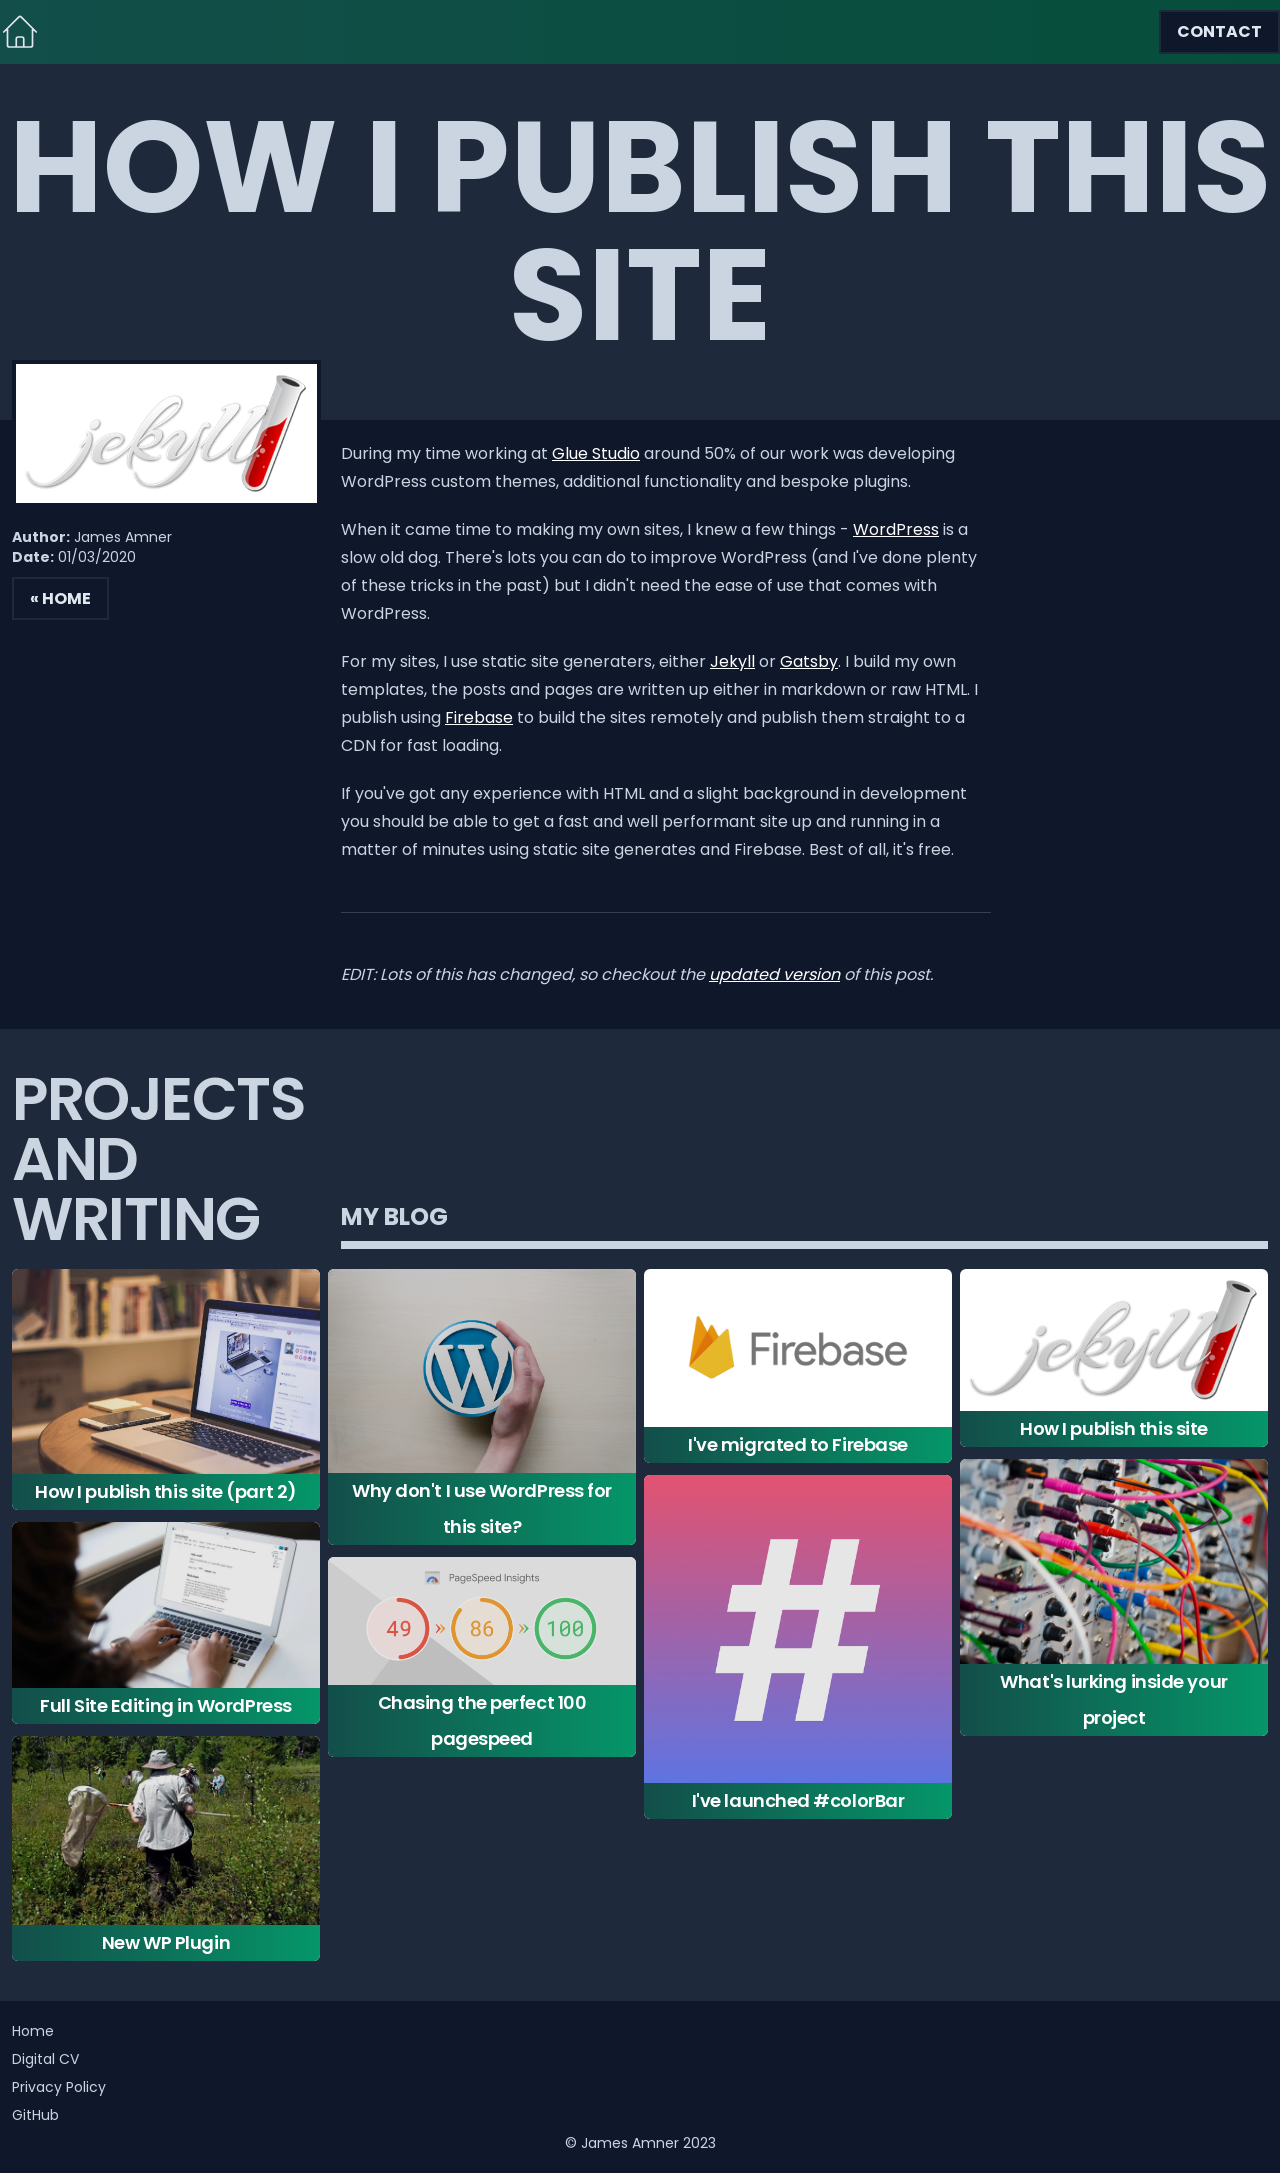 CONTACT
HOW I PUBLISH THIS
SITE
jekyll
Author: James Amner
Date: 01/03/2020
« HOME
During my time working at Glue Studio around 50% of our work was developing
WordPress custom themes, additional functionality and bespoke plugins.
When it came time to making my own sites, I knew a few things - WordPress is a
slow old dog. There's lots you can do to improve WordPress (and I've done plenty
of these tricks in the past) but I didn't need the ease of use that comes with
WordPress.
For my sites, I use static site generaters, either Jekyll or Gatsby. I build my own
templates, the posts and pages are written up either in markdown or raw HTML. I
publish using Firebase to build the sites remotely and publish them straight to a
CDN for fast loading.
If you've got any experience with HTML and a slight background in development
you should be able to get a fast and well performant site up and running in a
matter of minutes using static site generates and Firebase. Best of all, it's free.
EDIT: Lots of this has changed, so checkout the updated version of this post.
PROJECTS
AND
WRITING
MY BLOG
How I publish this site (part 2)
Full Site Editing in WordPress
New WP Plugin
W
Why don't I use WordPress for
this site?
PageSpeed Insights
49 » 86 » 100
Chasing the perfect 100
pagespeed
Firebase
I've migrated to Firebase
#
I've launched #colorBar
jekyll
How I publish this site
What's lurking inside your
project
Home
Digital CV
Privacy Policy
GitHub
© James Amner 2023